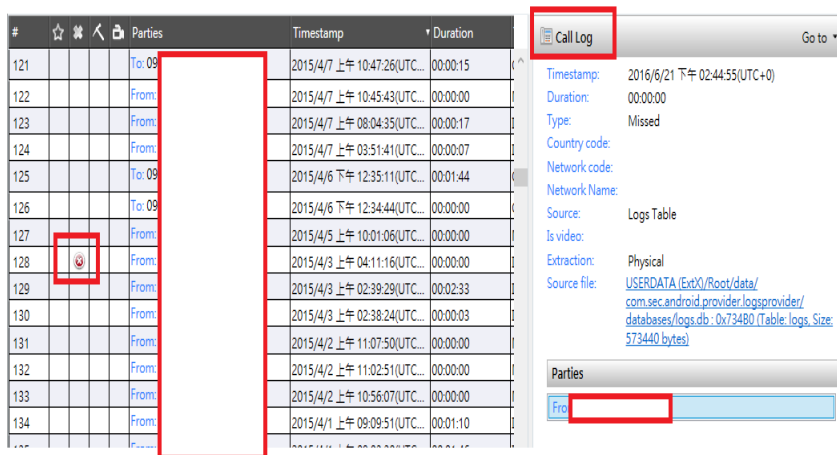 # Parties Timestamp Duration
121 To: 09 2015/4/7 上午 10:47:26(UTC... 00:00:15
122 From: 2015/4/7 上午 10:45:43(UTC... 00:00:00
123 From: 2015/4/7 上午 08:04:35(UTC... 00:00:17
124 From: 2015/4/7 上午 03:51:41(UTC... 00:00:07
125 To: 09 2015/4/6 下午 12:35:11(UTC... 00:01:44
126 To: 09 2015/4/6 下午 12:34:44(UTC... 00:00:00
127 From: 2015/4/5 上午 10:01:06(UTC... 00:00:00
128 From: 2015/4/3 上午 04:11:16(UTC... 00:00:00
129 From: 2015/4/3 上午 02:39:29(UTC... 00:02:33
130 From: 2015/4/3 上午 02:38:24(UTC... 00:00:03
131 From: 2015/4/2 上午 11:07:50(UTC... 00:00:00
132 From: 2015/4/2 上午 11:02:51(UTC... 00:00:00
133 From: 2015/4/2 上午 10:56:07(UTC... 00:00:00
134 From: 2015/4/1 上午 09:09:51(UTC... 00:01:10
Call Log Go to
Timestamp: 2016/6/21 下午 02:44:55(UTC+0)
Duration: 00:00:00
Type: Missed
Country code:
Network code:
Network Name:
Source: Logs Table
Is video:
Extraction: Physical
Source file: USERDATA (ExtX)/Root/data/
com.sec.android.provider.logsprovider/
databases/logs.db : 0x734B0 (Table: logs, Size:
573440 bytes)
Parties
Fro